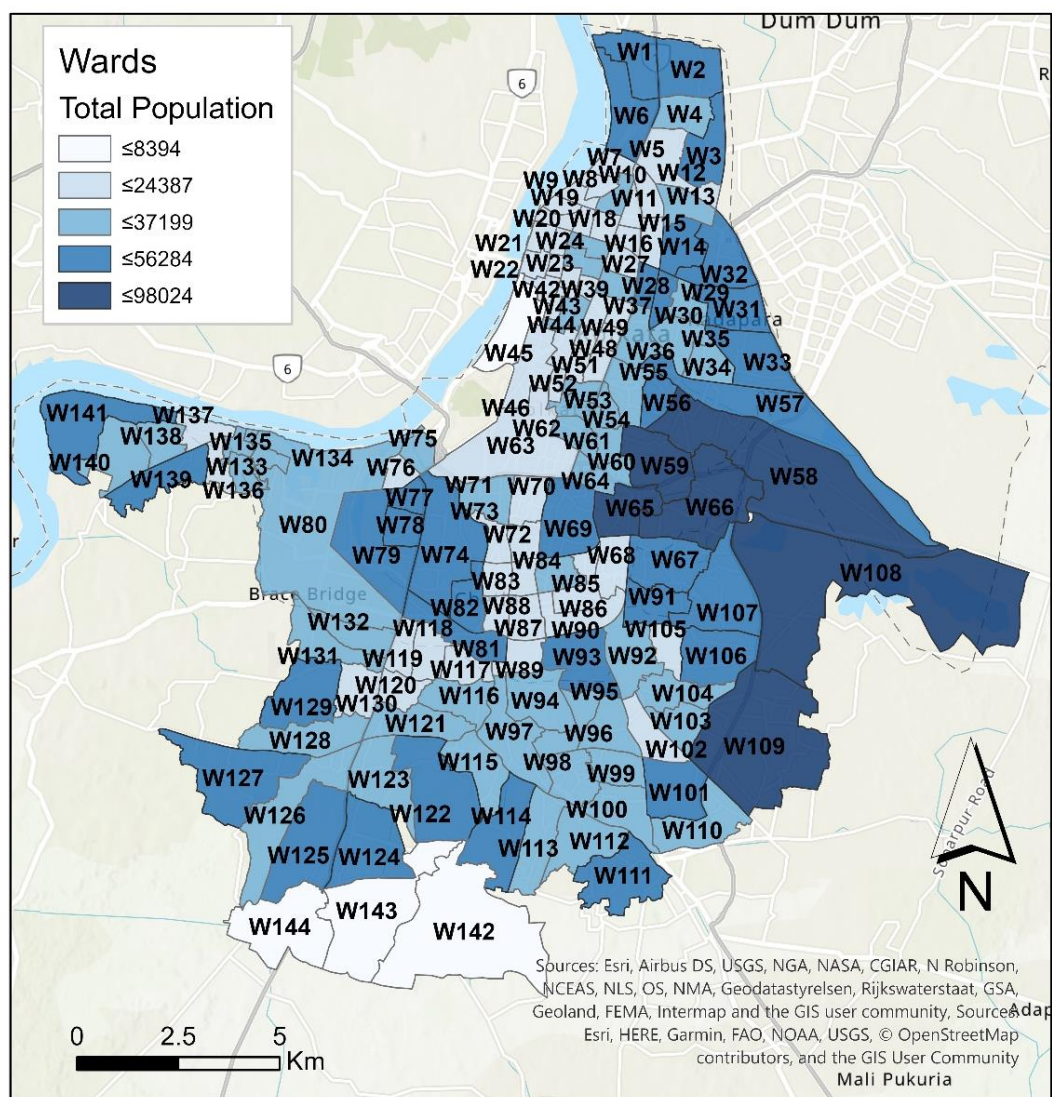 Dum Dum
Wards
Total Population
≤8394
≤24387
≤37199
≤56284
≤98024
6
R
W1
W2
W6
W4
W5
W3
W7
W12
W10
W9
W8
W13
W19
W11
W20
W18
W15
W21
W24
W16
W14
W22
W23
W27
W32
W42
W39
W28
W29
W43
W37
W30
W31
apara
W44
W49
W35
W45
W48
W36
W33
W51
W55
W34
6
W52
W53
W56
W57
W46
W54
W62
W63
W61
W141
W137
W138
W135
W134
W75
W140
W139
W133
W136
W76
W60
W59
W58
W64
W71
W70
W77
W73
W65
W66
W80
W78
W72
W69
W79
W74
W84
W68
W67
W108
W83
W85
Brace Bridge
W82
W88
W86
W91
W107
W132
W118
W87
W90
W105
W131
W119
W81
W117
W89
W93
W92
W106
W120
W129
W130
W116
W94
W95
W104
W128
W121
W97
W96
W103
W102
W109
W127
W123
W115
W98
W99
W126
W122
W114
W100
W101
W110
W125
W124
W113
W112
W111
Sonarpur Road
N
W144
W143
W142
Sources: Esri, Airbus DS, USGS, NGA, NASA, CGIAR, N Robinson,
NCEAS, NLS, OS, NMA, Geodatastyrelsen, Rijkswaterstaat, GSA,
Geoland, FEMA, Intermap and the GIS user community, Sources:
Adap
Esri, HERE, Garmin, FAO, NOAA, USGS, © OpenStreetMap
contributors, and the GIS User Community
0 2.5 5
Km
Mali Pukuria